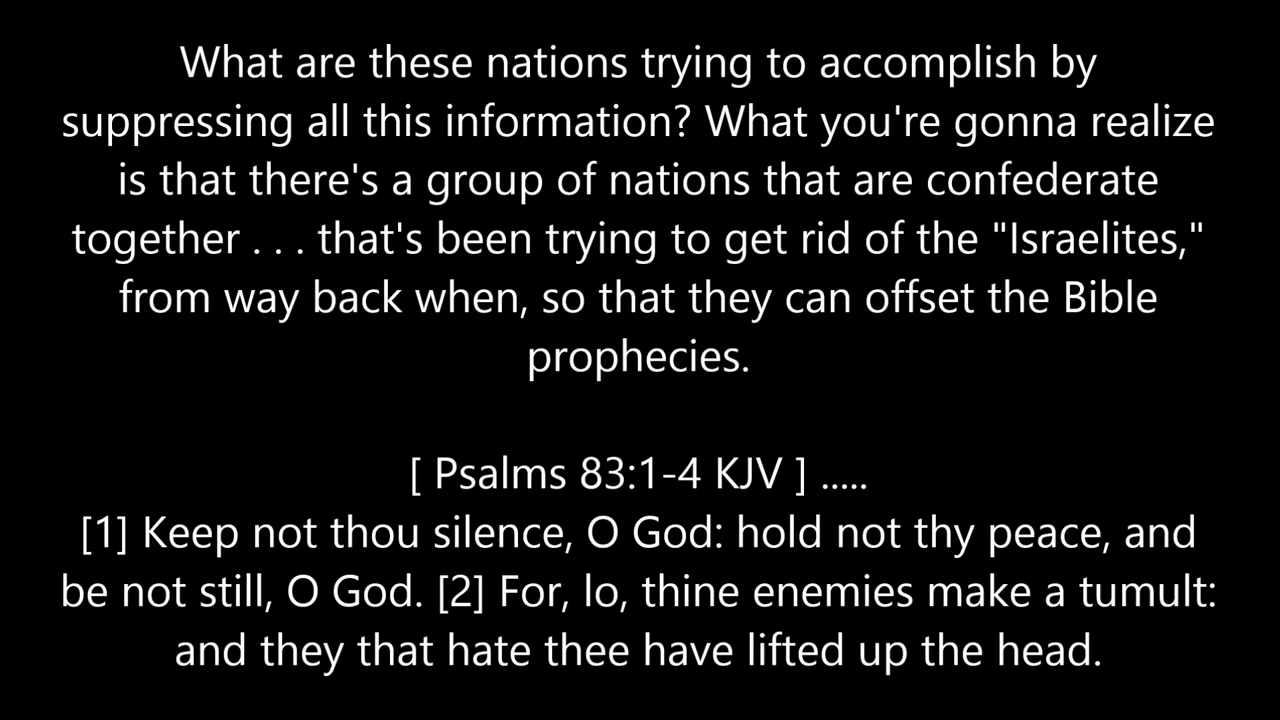 What are these nations trying to accomplish by
suppressing all this information? What you're gonna realize
is that there's a group of nations that are confederate
together . . . that's been trying to get rid of the "Israelites,"
from way back when, so that they can offset the Bible
prophecies.
[ Psalms 83:1-4 KJV ] .....
[1] Keep not thou silence, O God: hold not thy peace, and
be not still, O God. [2] For, lo, thine enemies make a tumult:
and they that hate thee have lifted up the head.